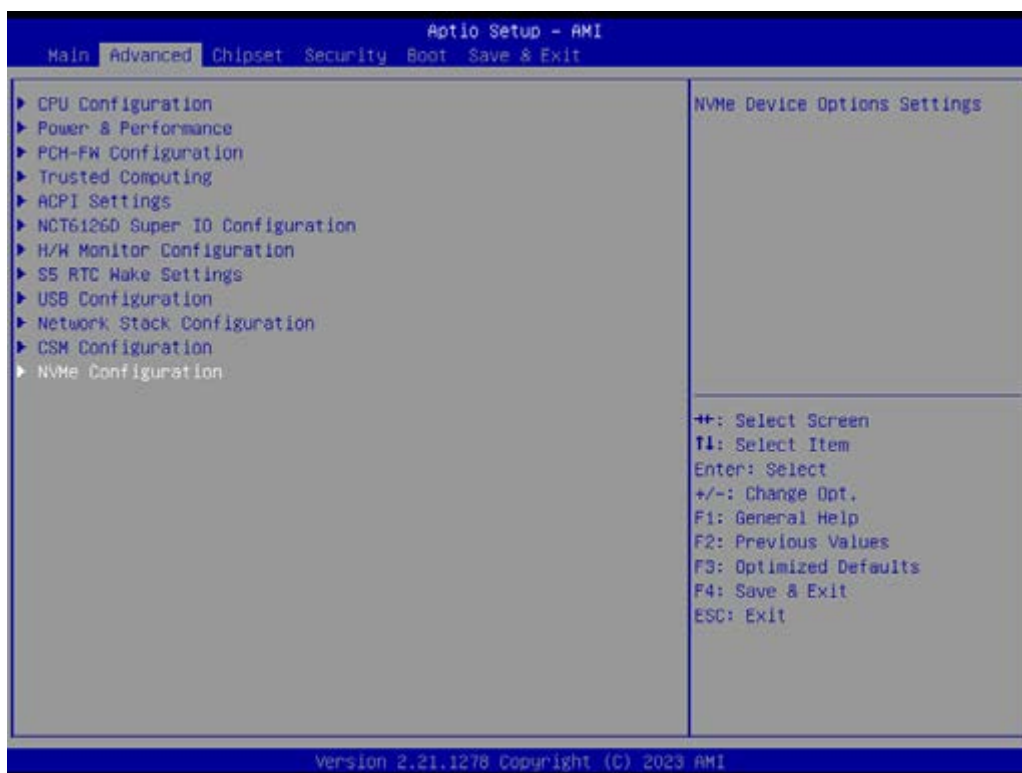 Aptio Setup - AMI
Main Advanced Chipset Security Boot Save & Exit
▶ CPU Configuration
▶ Power & Performance
▶ PCH-FW Configuration
▶ Trusted Computing
▶ ACPI Settings
▶ NCT6126D Super IO Configuration
▶ H/W Monitor Configuration
▶ S5 RTC Wake Settings
▶ USB Configuration
▶ Network Stack Configuration
▶ CSM Configuration
▶ NVMe Configuration
NVMe Device Options Settings
→←: Select Screen
↑↓: Select Item
Enter: Select
+/-: Change Opt.
F1: General Help
F2: Previous Values
F3: Optimized Defaults
F4: Save & Exit
ESC: Exit
Version 2.21.1278 Copyright (C) 2023 AMI